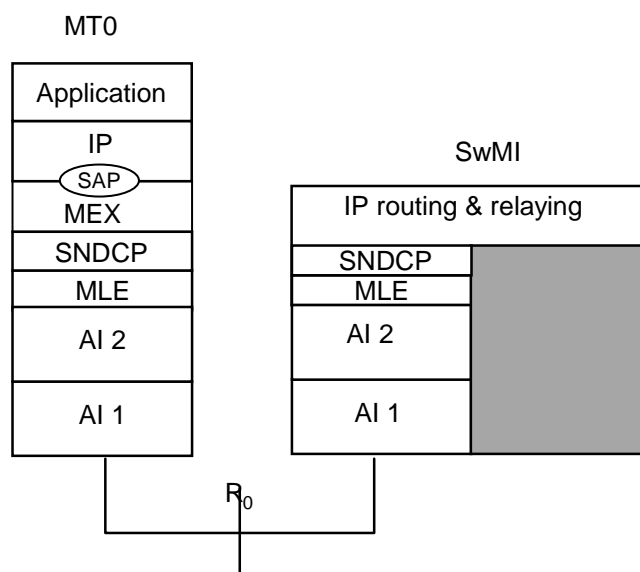 MT0
Application
IP
SAP
MEX
SNDCP
MLE
AI 2
AI 1
SwMI
IP routing & relaying
SNDCP
MLE
AI 2
AI 1
R0